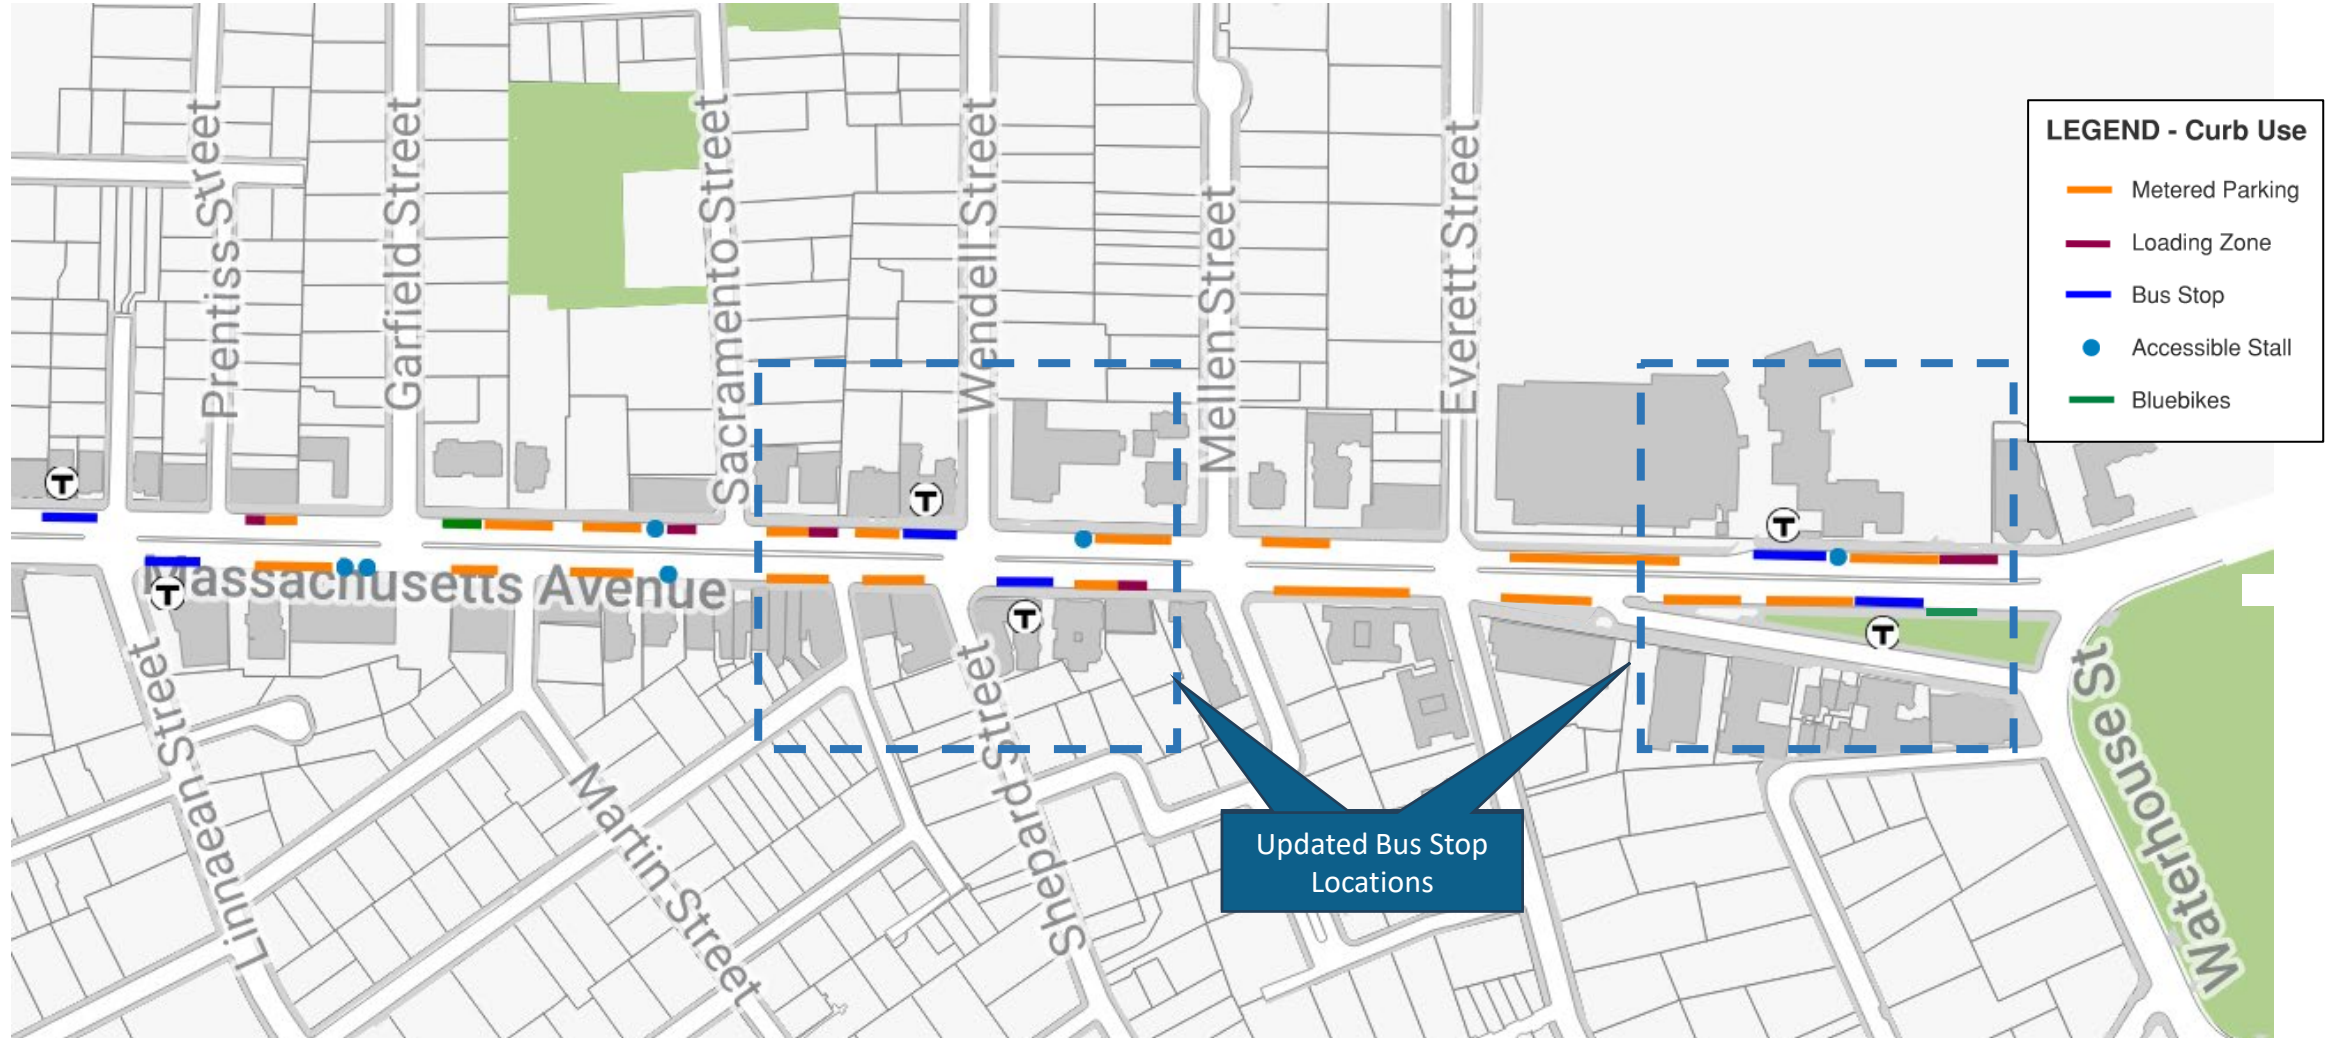 LEGEND - Curb Use
Metered Parking
Loading Zone
Bus Stop
Accessible Stall
Bluebikes
Prentiss Street
Garfield Street
Sacramento Street
Wendell Street
Mellen Street
Everett Street
T
T
T
Massachusetts Avenue
T
T
T
Linnaean Street
Martin Street
Shepard Street
Waterhouse St
Updated Bus Stop
Locations